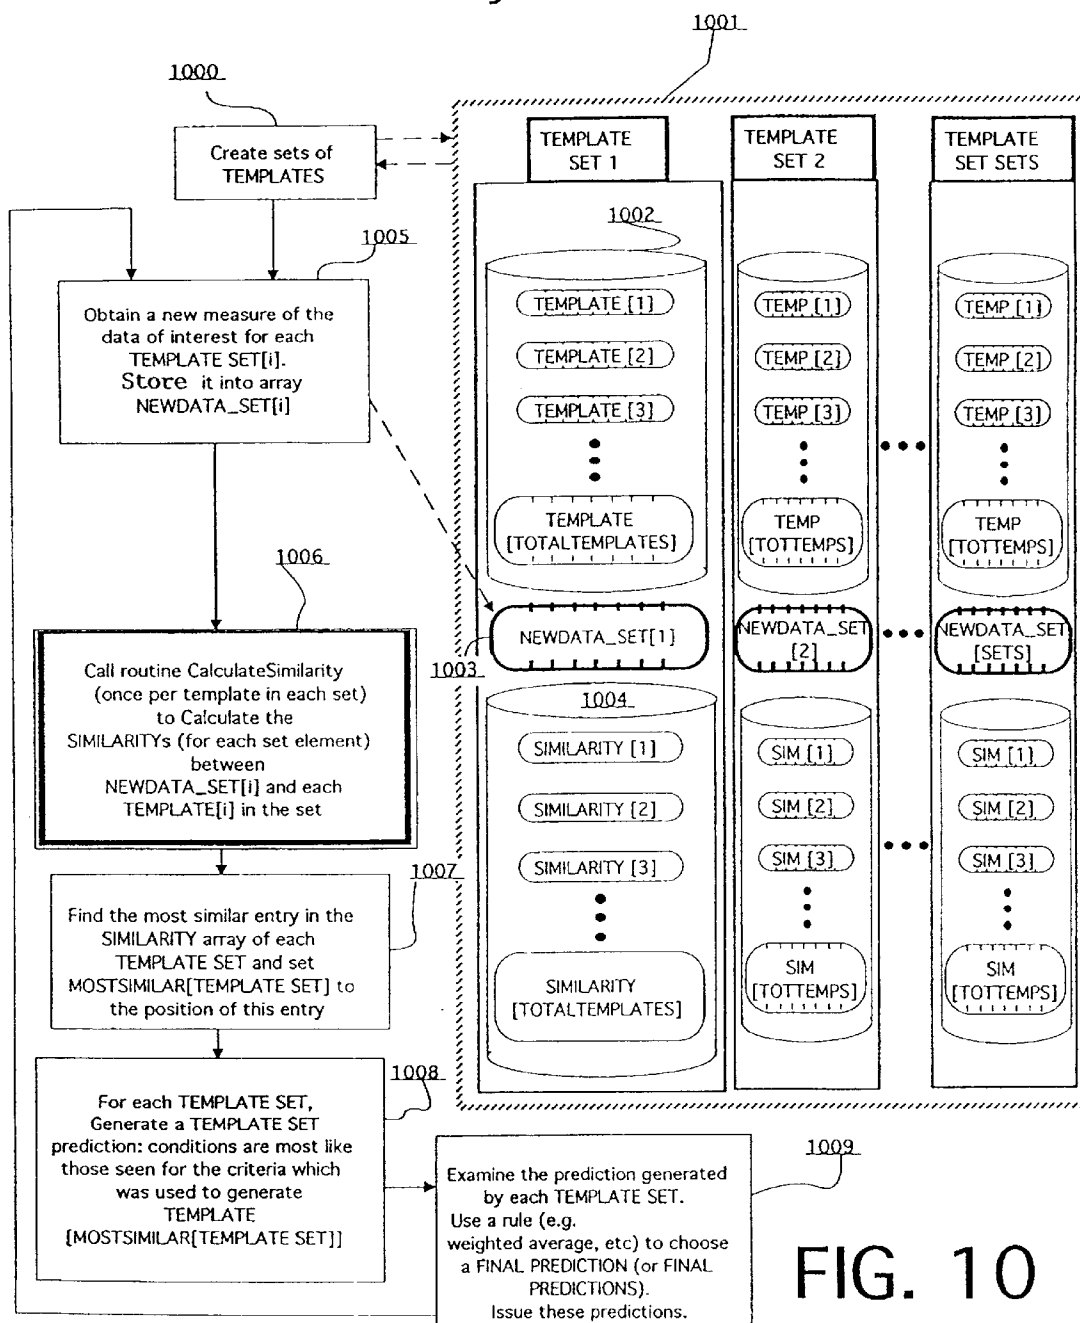 1001
1000
Create sets of
TEMPLATES
1005
Obtain a new measure of the
data of interest for each
TEMPLATE SET[i].
Store it into array
NEWDATA_SET[i]
1006
Call routine CalculateSimilarity
(once per template in each set)
to Calculate the
SIMILARITYs (for each set element)
between
NEWDATA_SET[i] and each
TEMPLATE[i] in the set
1007
Find the most similar entry in the
SIMILARITY array of each
TEMPLATE SET and set
MOSTSIMILAR[TEMPLATE SET] to
the position of this entry
1008
For each TEMPLATE SET,
Generate a TEMPLATE SET
prediction: conditions are most like
those seen for the criteria which
was used to generate
TEMPLATE
[MOSTSIMILAR[TEMPLATE SET]]
1009
Examine the prediction generated
by each TEMPLATE SET.
Use a rule (e.g.
weighted average, etc) to choose
a FINAL PREDICTION (or FINAL
PREDICTIONS).
Issue these predictions.
TEMPLATE
SET 1
1002
TEMPLATE [1]
TEMPLATE [2]
TEMPLATE [3]
TEMPLATE
[TOTALTEMPLATES]
1003
NEWDATA_SET[1]
1004
SIMILARITY [1]
SIMILARITY [2]
SIMILARITY [3]
SIMILARITY
[TOTALTEMPLATES]
TEMPLATE
SET 2
TEMP [1]
TEMP [2]
TEMP [3]
TEMP
[TOTTEMPS]
NEWDATA_SET
[2]
SIM [1]
SIM [2]
SIM [3]
SIM
[TOTTEMPS]
TEMPLATE
SET SETS
TEMP [1]
TEMP [2]
TEMP [3]
TEMP
[TOTTEMPS]
NEWDATA_SET
[SETS]
SIM [1]
SIM [2]
SIM [3]
SIM
[TOTTEMPS]
FIG. 10